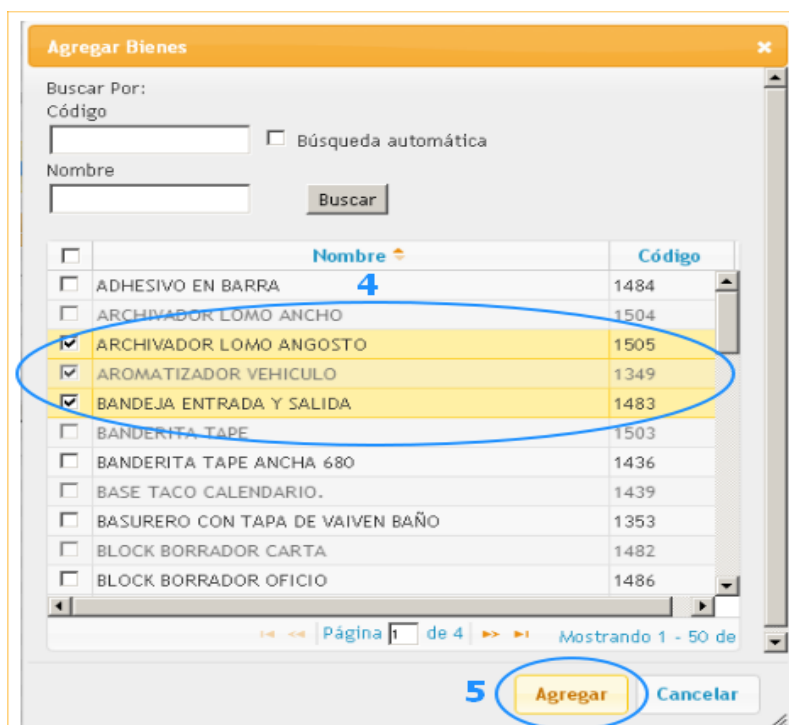 Agregar Bienes
Buscar Por:
Código
Búsqueda automática
Nombre
Buscar
Nombre Código
ADHESIVO EN BARRA 4 1484
ARCHIVADOR LOMO ANCHO 1504
ARCHIVADOR LOMO ANGOSTO 1505
AROMATIZADOR VEHICULO 1349
BANDEJA ENTRADA Y SALIDA 1483
BANDERITA TAPE 1503
BANDERITA TAPE ANCHA 680 1436
BASE TACO CALENDARIO. 1439
BASURERO CON TAPA DE VAIVEN BAÑO 1353
BLOCK BORRADOR CARTA 1482
BLOCK BORRADOR OFICIO 1486
Página 1 de 4 Mostrando 1 - 50 de
5 Agregar Cancelar